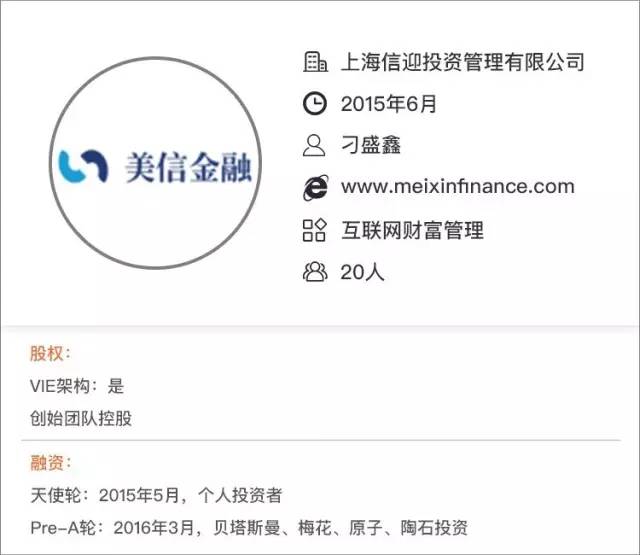 美信金融
上海信迎投资管理有限公司
2015年6月
刁盛鑫
www.meixinfinance.com
互联网财富管理
20人
股权：
VIE架构：是
创始团队控股
融资：
天使轮：2015年5月，个人投资者
Pre-A轮：2016年3月，贝塔斯曼、梅花、原子、陶石投资